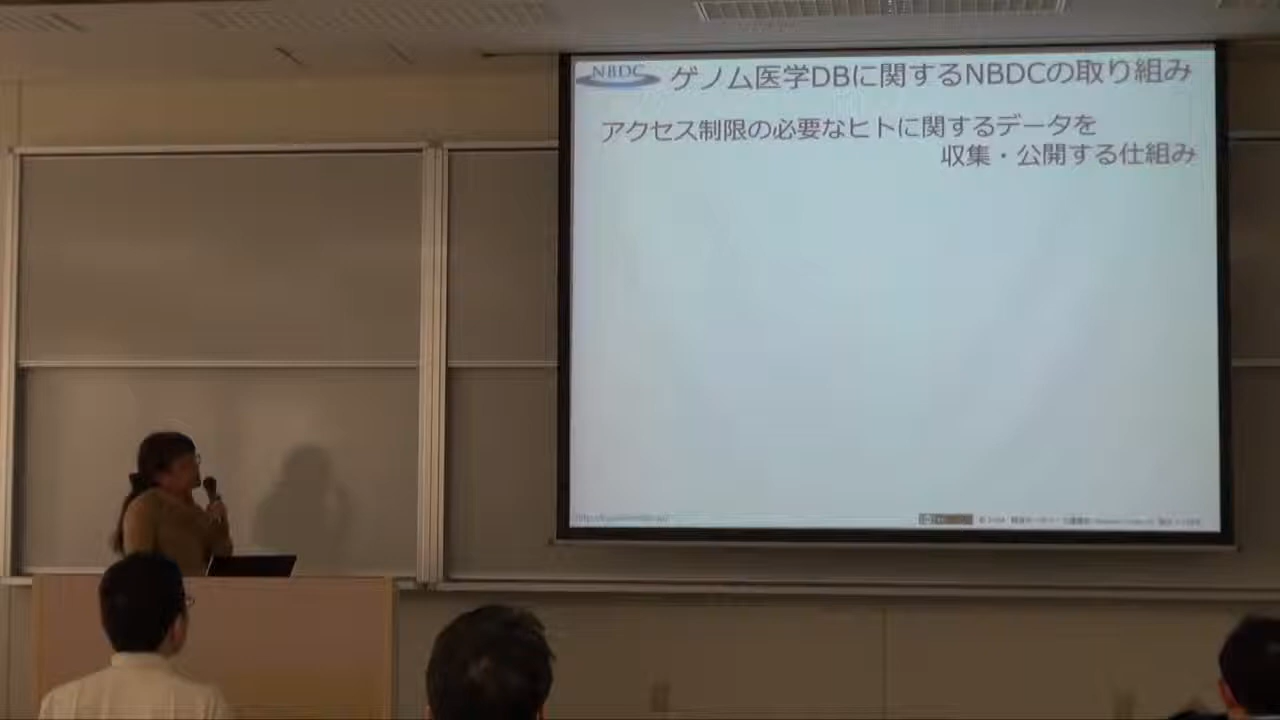 NBDC
ゲノム医学DBに関するNBDCの取り組み
アクセス制限の必要なヒトに関するデータを
収集・公開する仕組み